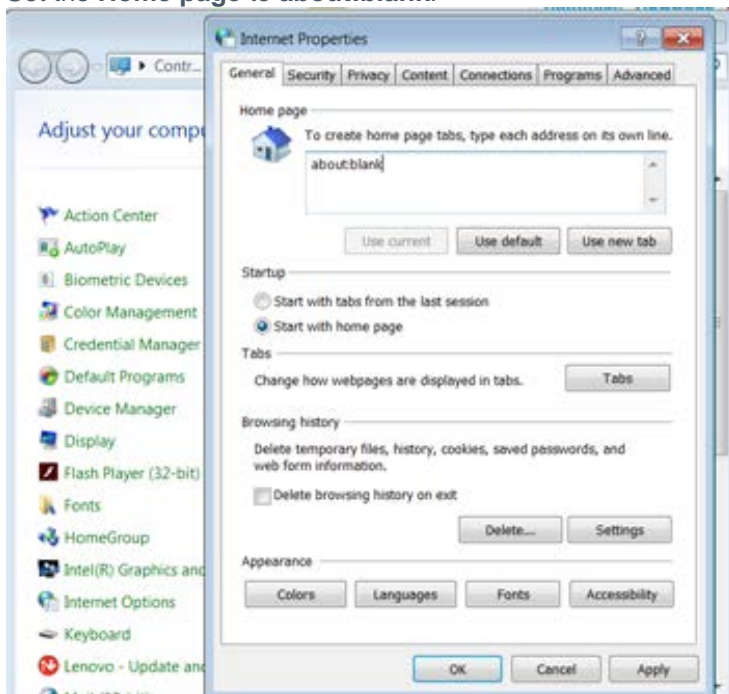 Set the Home page to about:blank.
Internet Properties
Contr...
General Security Privacy Content Connections Programs Advanced
Home page
Adjust your compu
To create home page tabs, type each address on its own line.
about:blank
Use current Use default Use new tab
Startup
Start with tabs from the last session
Start with home page
Tabs
Change how webpages are displayed in tabs.
Tabs
Browsing history
Delete temporary files, history, cookies, saved passwords, and
web form information.
Delete browsing history on exit
Delete... Settings
Appearance
Colors Languages Fonts Accessibility
OK Cancel Apply
Action Center
AutoPlay
Biometric Devices
Color Management
Credential Manager
Default Programs
Device Manager
Display
Flash Player (32-bit)
Fonts
HomeGroup
Intel(R) Graphics and
Internet Options
Keyboard
Lenovo - Update and